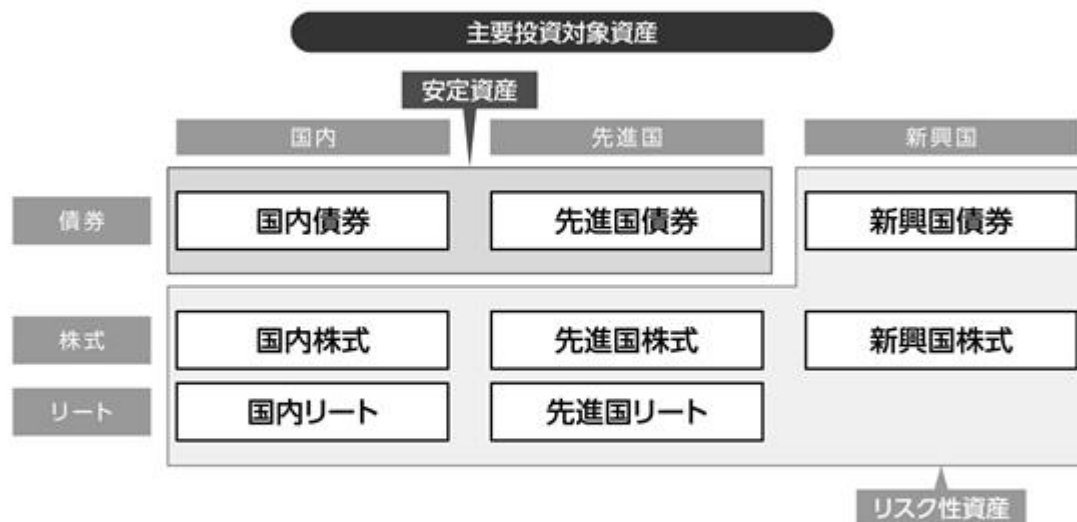 主要投資対象資産
安定資産
国内 先進国 新興国
債券 国内債券 先進国債券 新興国債券
株式 国内株式 先進国株式 新興国株式
リート 国内リート 先進国リート
リスク性資産